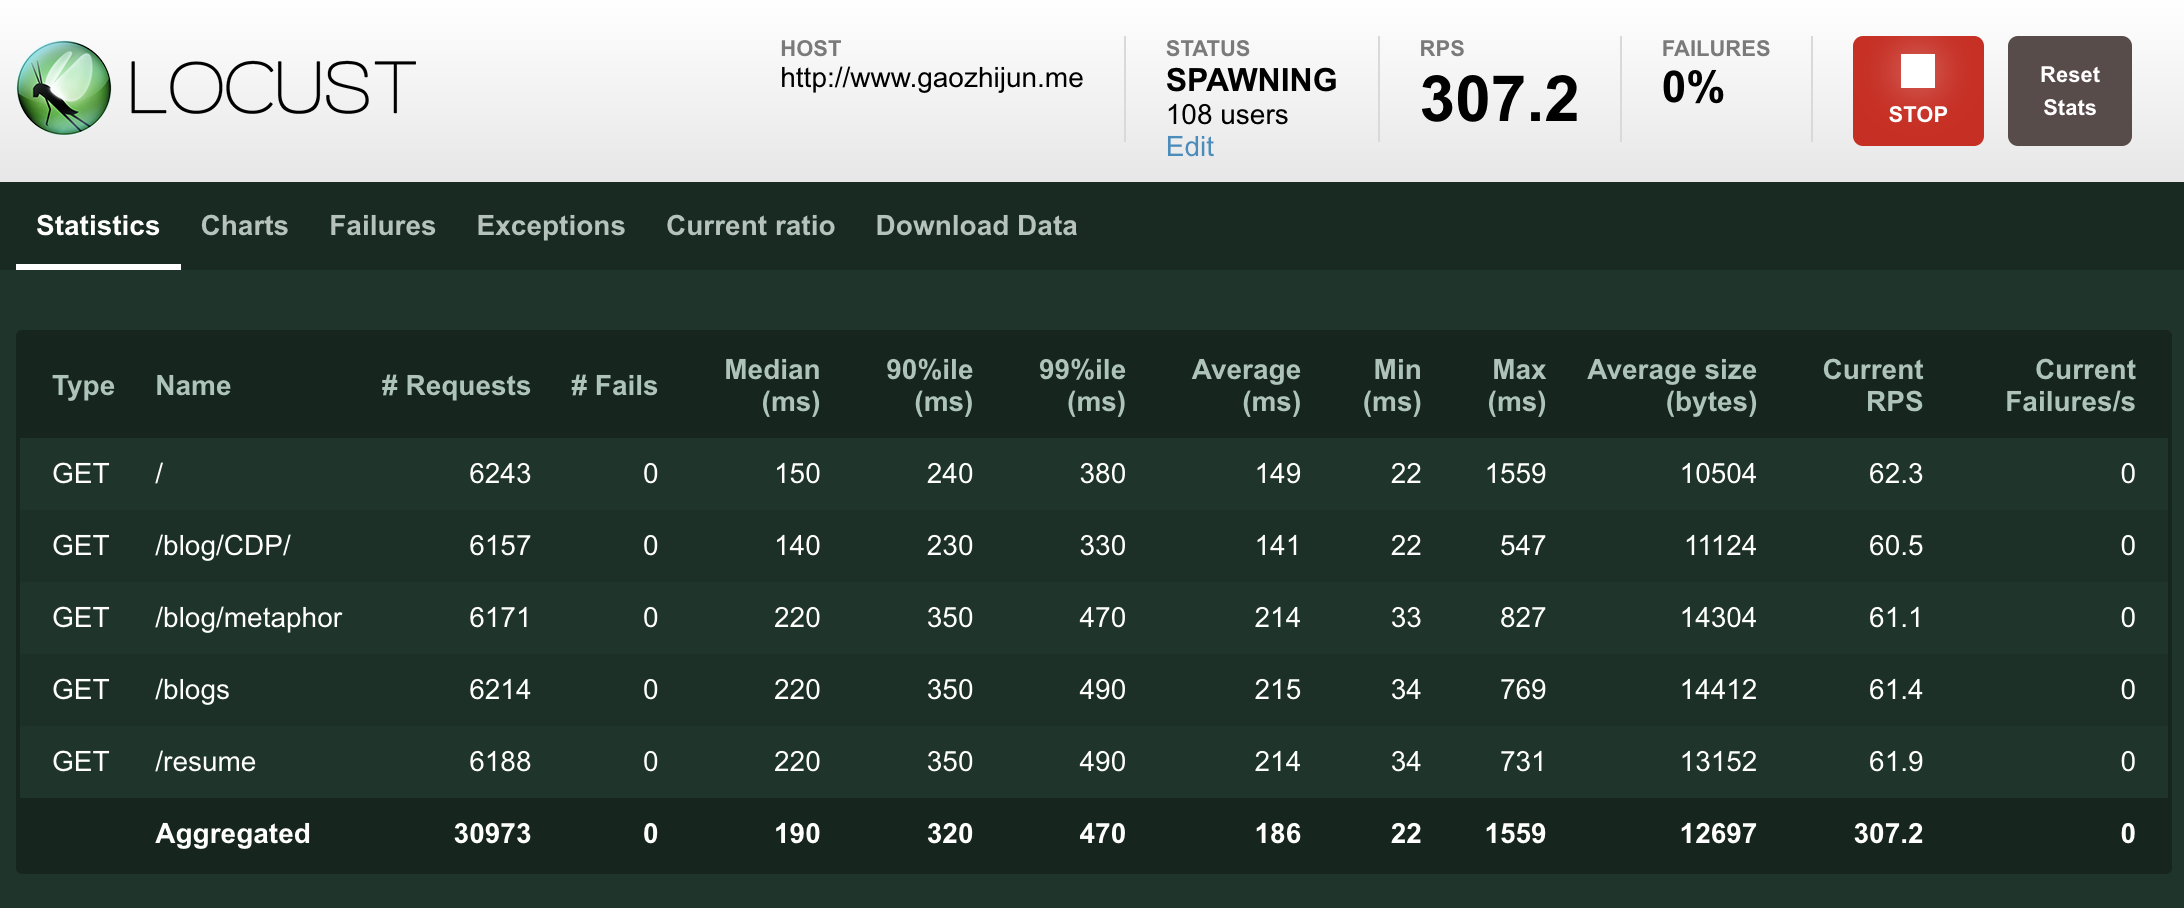 LOCUST
HOST
http://www.gaozhijun.me
STATUS
SPAWNING
108 users
Edit
RPS
307.2
FAILURES
0%
STOP
Reset
Stats
Statistics Charts Failures Exceptions Current ratio Download Data
Type Name # Requests # Fails Median (ms) 90%ile (ms) 99%ile (ms) Average (ms) Min (ms) Max (ms) Average size (bytes) Current RPS Current Failures/s
GET / 6243 0 150 240 380 149 22 1559 10504 62.3 0
GET /blog/CDP/ 6157 0 140 230 330 141 22 547 11124 60.5 0
GET /blog/metaphor 6171 0 220 350 470 214 33 827 14304 61.1 0
GET /blogs 6214 0 220 350 490 215 34 769 14412 61.4 0
GET /resume 6188 0 220 350 490 214 34 731 13152 61.9 0
Aggregated 30973 0 190 320 470 186 22 1559 12697 307.2 0